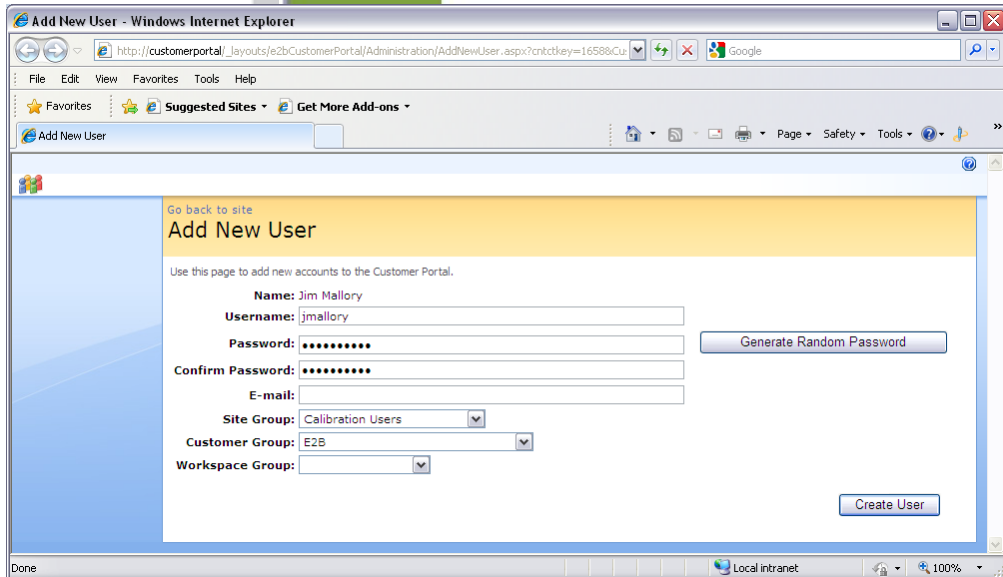 Add New User - Windows Internet Explorer
http://customerportal/_layouts/e2bCustomerPortal/Administration/AddNewUser.aspx?cntctkey=1658&Cu:
Google
File Edit View Favorites Tools Help
Favorites Suggested Sites Get More Add-ons
Add New User Page Safety Tools »
Go back to site
Add New User
Use this page to add new accounts to the Customer Portal.
Name: Jim Mallory
Username: jmallory
Password: •••••••••• Generate Random Password
Confirm Password: ••••••••••
E-mail:
Site Group: Calibration Users
Customer Group: E2B
Workspace Group:
Create User
Done Local intranet 100%